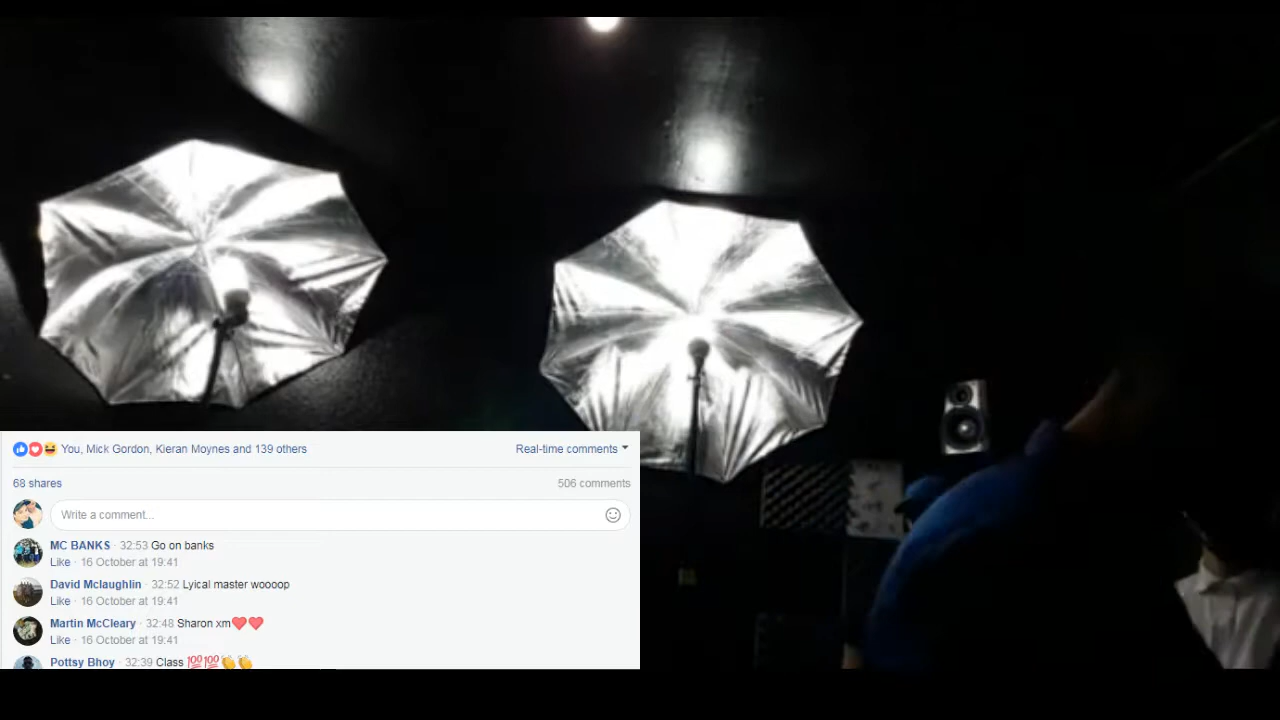 You, Mick Gordon, Kieran Moynes and 139 others Real-time comments
68 shares 506 comments
Write a comment...
MC BANKS · 32:53 Go on banks
Like · 16 October at 19:41
David Mclaughlin · 32:52 Lyical master woooop
Like · 16 October at 19:41
Martin McCleary · 32:48 Sharon xm❤️❤️
Like · 16 October at 19:41
Pottsy Bhoy · 32:39 Class 💯💯👏👏